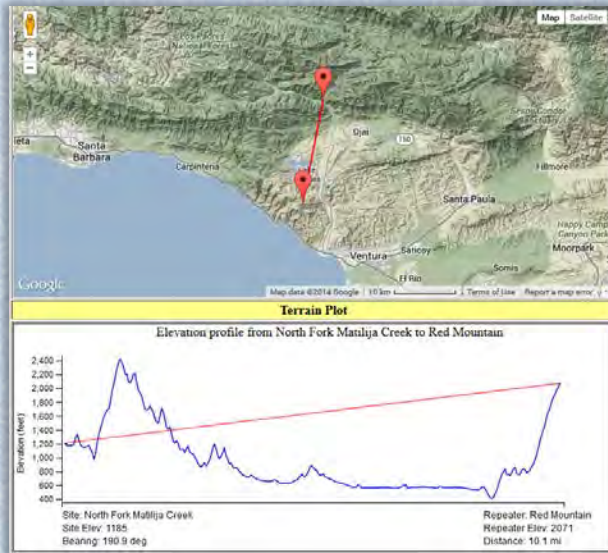 Map Satellite
Ojai
150
Santa
Barbara
Carpinteria
Fillmore
Santa Paula
Happy Camp
Canyon Park
Moorpark
Ventura
Saticoy
Somis
El Rio
Google
Map data ©2014 Google 10 km Terms of Use Report a map error
Terrain Plot
Elevation profile from North Fork Matilija Creek to Red Mountain
Elevation (feet)
2,400
2,200
2,000
1,800
1,600
1,400
1,200
1,000
800
600
400
Site: North Fork Matilija Creek
Site Elev: 1185
Bearing: 190.9 deg
Repeater: Red Mountain
Repeater Elev: 2071
Distance: 10.1 mi